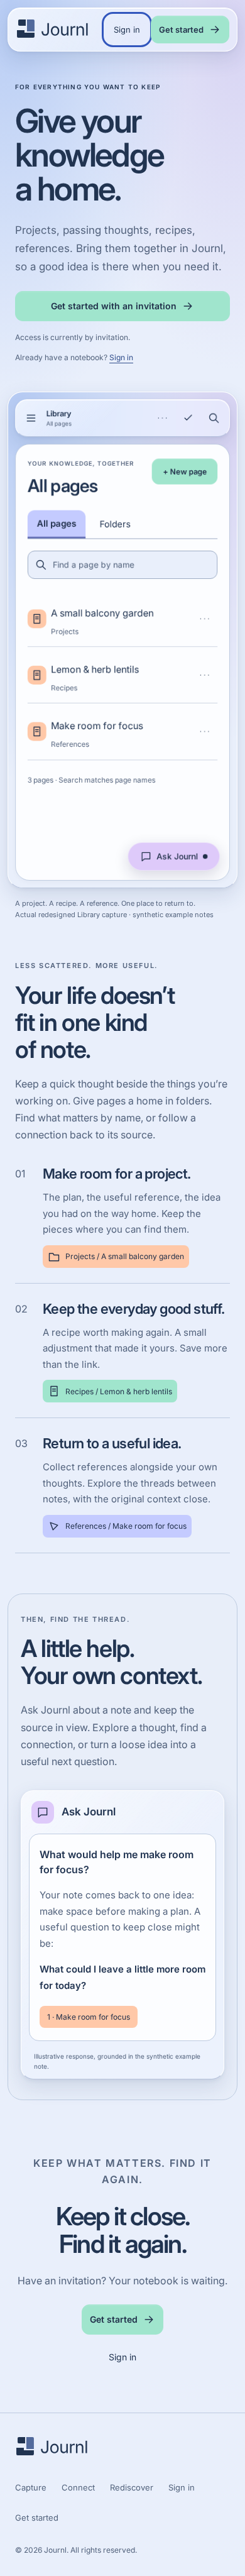 Journl
Sign in
Get started
FOR EVERYTHING YOU WANT TO KEEP
Give your
knowledge
a home.
Projects, passing thoughts, recipes,
references. Bring them together in Journl,
so a good idea is there when you need it.
Get started with an invitation
Access is currently by invitation.
Already have a notebook? Sign in
Library
All pages
YOUR KNOWLEDGE, TOGETHER
All pages
+ New page
All pages
Folders
Find a page by name
A small balcony garden
Projects
Lemon & herb lentils
Recipes
Make room for focus
References
3 pages · Search matches page names
Ask Journl
A project. A recipe. A reference. One place to return to.
Actual redesigned Library capture · synthetic example notes
LESS SCATTERED. MORE USEFUL.
Your life doesn't
fit in one kind
of note.
Keep a quick thought beside the things you're
working on. Give pages a home in folders.
Find what matters by name, or follow a
connection back to its source.
01
Make room for a project.
The plan, the useful reference, the idea
you had on the way home. Keep the
pieces where you can find them.
Projects / A small balcony garden
02
Keep the everyday good stuff.
A recipe worth making again. A small
adjustment that made it yours. Save more
than the link.
Recipes / Lemon & herb lentils
03
Return to a useful idea.
Collect references alongside your own
thoughts. Explore the threads between
notes, with the original context close.
References / Make room for focus
THEN, FIND THE THREAD.
A little help.
Your own context.
Ask Journl about a note and keep the
source in view. Explore a thought, find a
connection, or turn a loose idea into a
useful next question.
Ask Journl
What would help me make room
for focus?
Your note comes back to one idea:
make space before making a plan. A
useful question to keep close might
be:
What could I leave a little more room
for today?
1 · Make room for focus
Illustrative response, grounded in the synthetic example
note.
KEEP WHAT MATTERS. FIND IT
AGAIN.
Keep it close.
Find it again.
Have an invitation? Your notebook is waiting.
Get started
Sign in
Journl
Capture
Connect
Rediscover
Sign in
Get started
© 2026 Journl. All rights reserved.